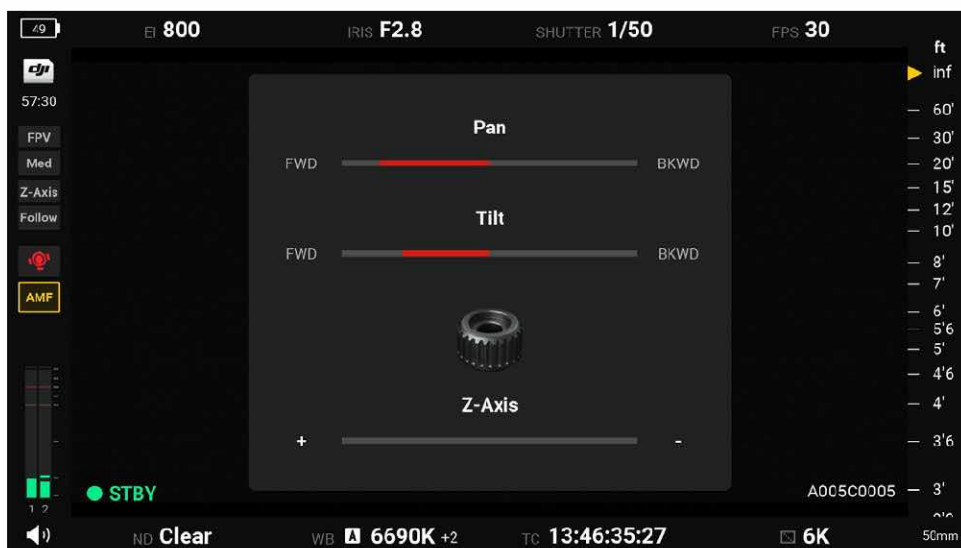 49
EI 800
IRIS F2.8
SHUTTER 1/50
FPS 30
dji
57:30
FPV
Med
Z-Axis
Follow
AMF
1 2
Pan
FWD BKWD
Tilt
FWD BKWD
Z-Axis
+ -
STBY
A005C0005
ft
inf
60'
30'
20'
15'
12'
10'
8'
7'
6'
5'6
5'
4'6
4'
3'6
3'
ND Clear
WB A 6690K +2
TC 13:46:35:27
6K
50mm